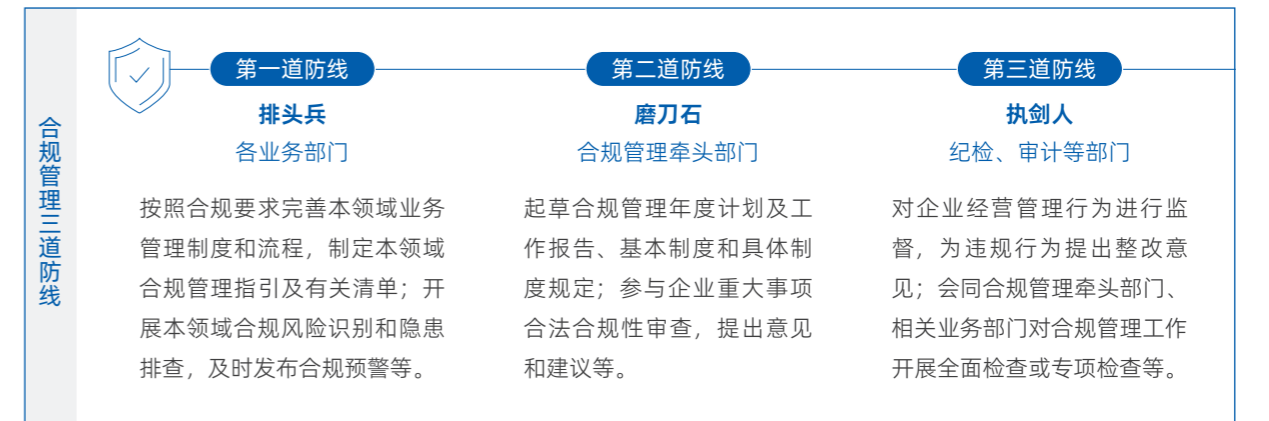 合规管理三道防线
第一道防线
排头兵
各业务部门
按照合规要求完善本领域业务
管理制度和流程，制定本领域
合规管理指引及有关清单；开
展本领域合规风险识别和隐患
排查，及时发布合规预警等。
第二道防线
磨刀石
合规管理牵头部门
起草合规管理年度计划及工
作报告、基本制度和具体制
度规定；参与企业重大事项
合法合规性审查，提出意见
和建议等。
第三道防线
执剑人
纪检、审计等部门
对企业经营管理行为进行监
督，为违规行为提出整改意
见；会同合规管理牵头部门、
相关业务部门对合规管理工作
开展全面检查或专项检查等。